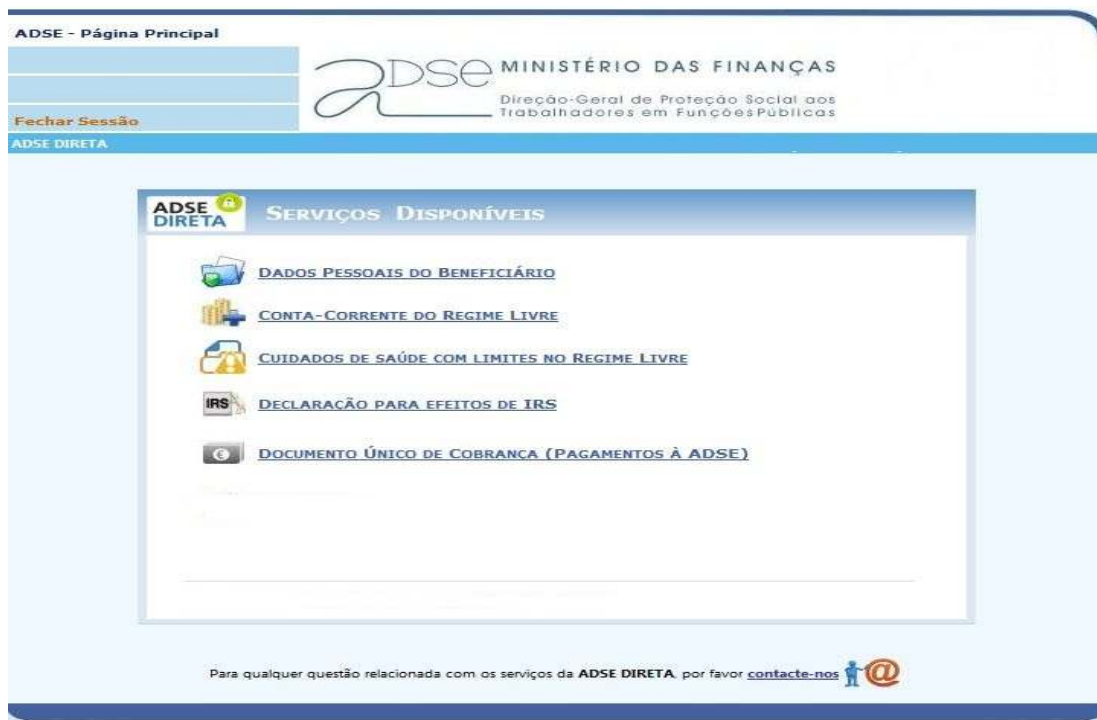 ADSE - Página Principal
adse MINISTÉRIO DAS FINANÇAS
Direção-Geral de Proteção Social aos
Trabalhadores em Funções Públicas
Fechar Sessão
ADSE DIRETA
ADSE
DIRETA
SERVIÇOS DISPONÍVEIS
DADOS PESSOAIS DO BENEFICIÁRIO
CONTA-CORRENTE DO REGIME LIVRE
CUIDADOS DE SAÚDE COM LIMITES NO REGIME LIVRE
IRS
DECLARAÇÃO PARA EFEITOS DE IRS
DOCUMENTO ÚNICO DE COBRANÇA (PAGAMENTOS À ADSE)
Para qualquer questão relacionada com os serviços da ADSE DIRETA, por favor contacte-nos @